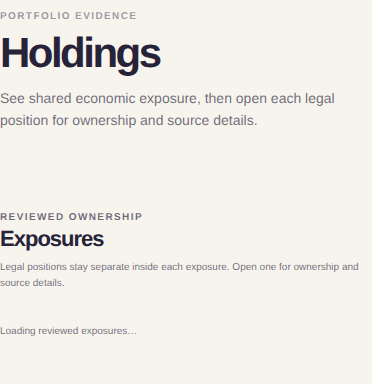 PORTFOLIO EVIDENCE
Holdings
See shared economic exposure, then open each legal
position for ownership and source details.
REVIEWED OWNERSHIP
Exposures
Legal positions stay separate inside each exposure. Open one for ownership and
source details.
Loading reviewed exposures…